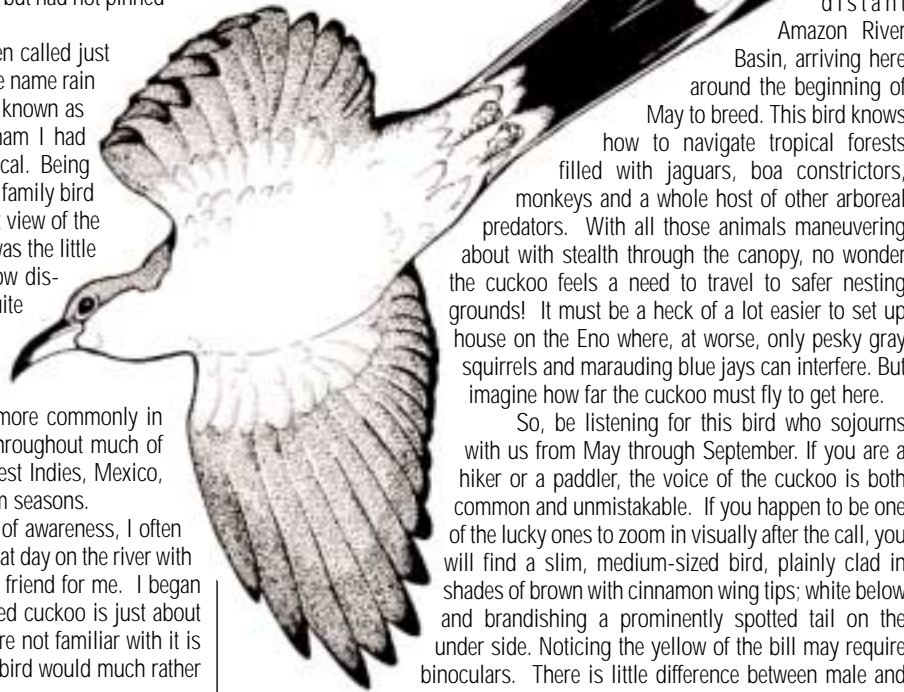 but had not pinned
en called just
e name rain
known as
am I had
cal. Being
family bird
view of the
was the little
ow dis-
uite
more commonly in
hroughout much of
est Indies, Mexico,
n seasons.
of awareness, I often
at day on the river with
friend for me. I began
ed cuckoo is just about
re not familiar with it is
bird would much rather
distant
Amazon River
Basin, arriving here
around the beginning of
May to breed. This bird knows
how to navigate tropical forests
filled with jaguars, boa constrictors,
monkeys and a whole host of other arboreal
predators. With all those animals maneuvering
about with stealth through the canopy, no wonder
the cuckoo feels a need to travel to safer nesting
grounds! It must be a heck of a lot easier to set up
house on the Eno where, at worse, only pesky gray
squirrels and marauding blue jays can interfere. But
imagine how far the cuckoo must fly to get here.
So, be listening for this bird who sojourns
with us from May through September. If you are a
hiker or a paddler, the voice of the cuckoo is both
common and unmistakable. If you happen to be one
of the lucky ones to zoom in visually after the call, you
will find a slim, medium-sized bird, plainly clad in
shades of brown with cinnamon wing tips; white below
and brandishing a prominently spotted tail on the
under side. Noticing the yellow of the bill may require
binoculars. There is little difference between male and